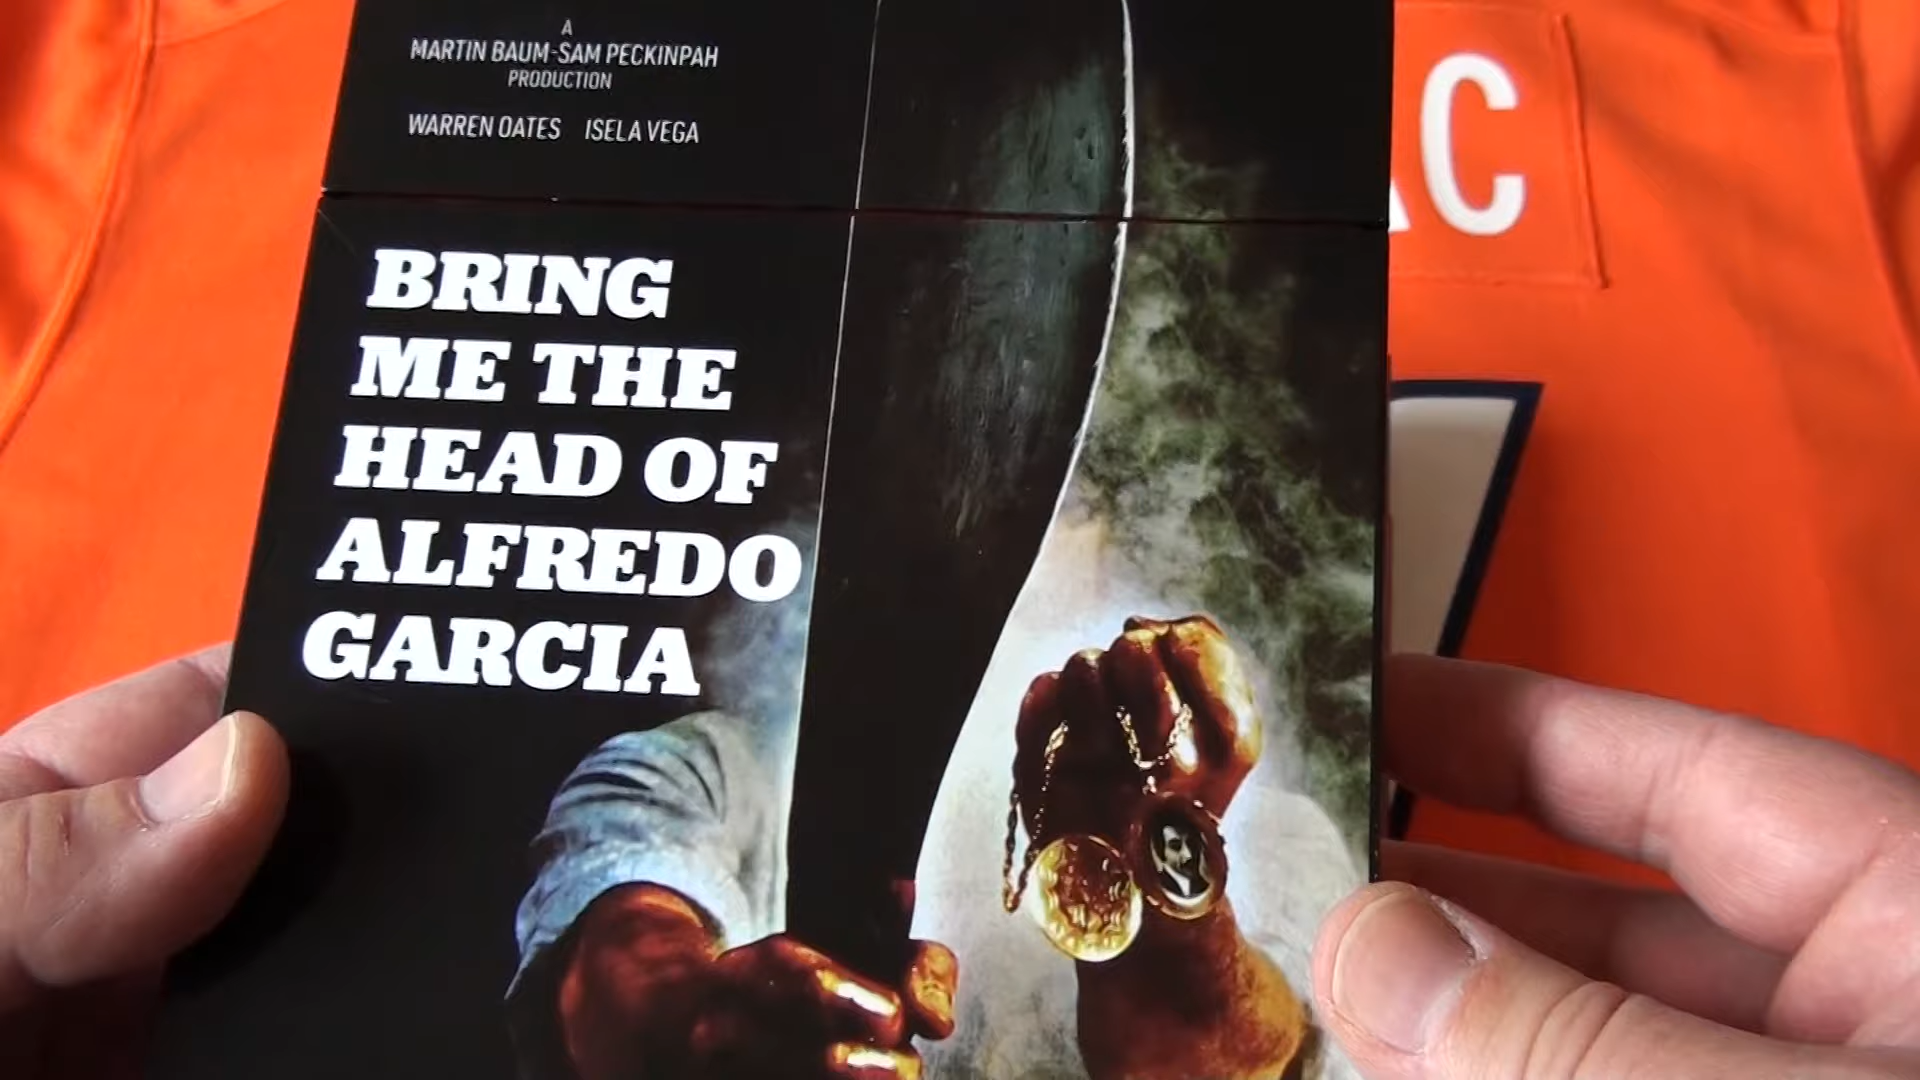 A
MARTIN BAUM-SAM PECKINPAH
PRODUCTION
WARREN OATES ISELA VEGA
BRING
ME THE
HEAD OF
ALFREDO
GARCIA
C